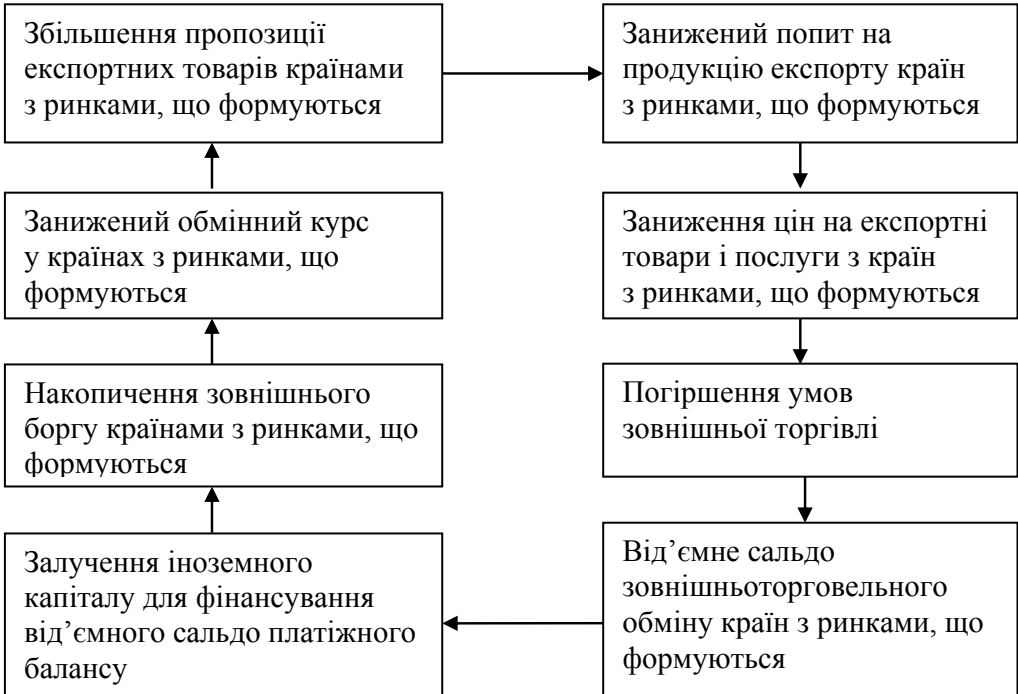 Збільшення пропозиції
експортних товарів країнами
з ринками, що формуються
Занижений попит на
продукцію експорту країн
з ринками, що формуються
Заниження цін на експортні
товари і послуги з країн
з ринками, що формуються
Погіршення умов
зовнішньої торгівлі
Від’ємне сальдо
зовнішньоторговельного
обміну країн з ринками, що
формуються
Залучення іноземного
капіталу для фінансування
від’ємного сальдо платіжного
балансу
Накопичення зовнішнього
боргу країнами з ринками, що
формуються
Занижений обмінний курс
у країнах з ринками, що
формуються